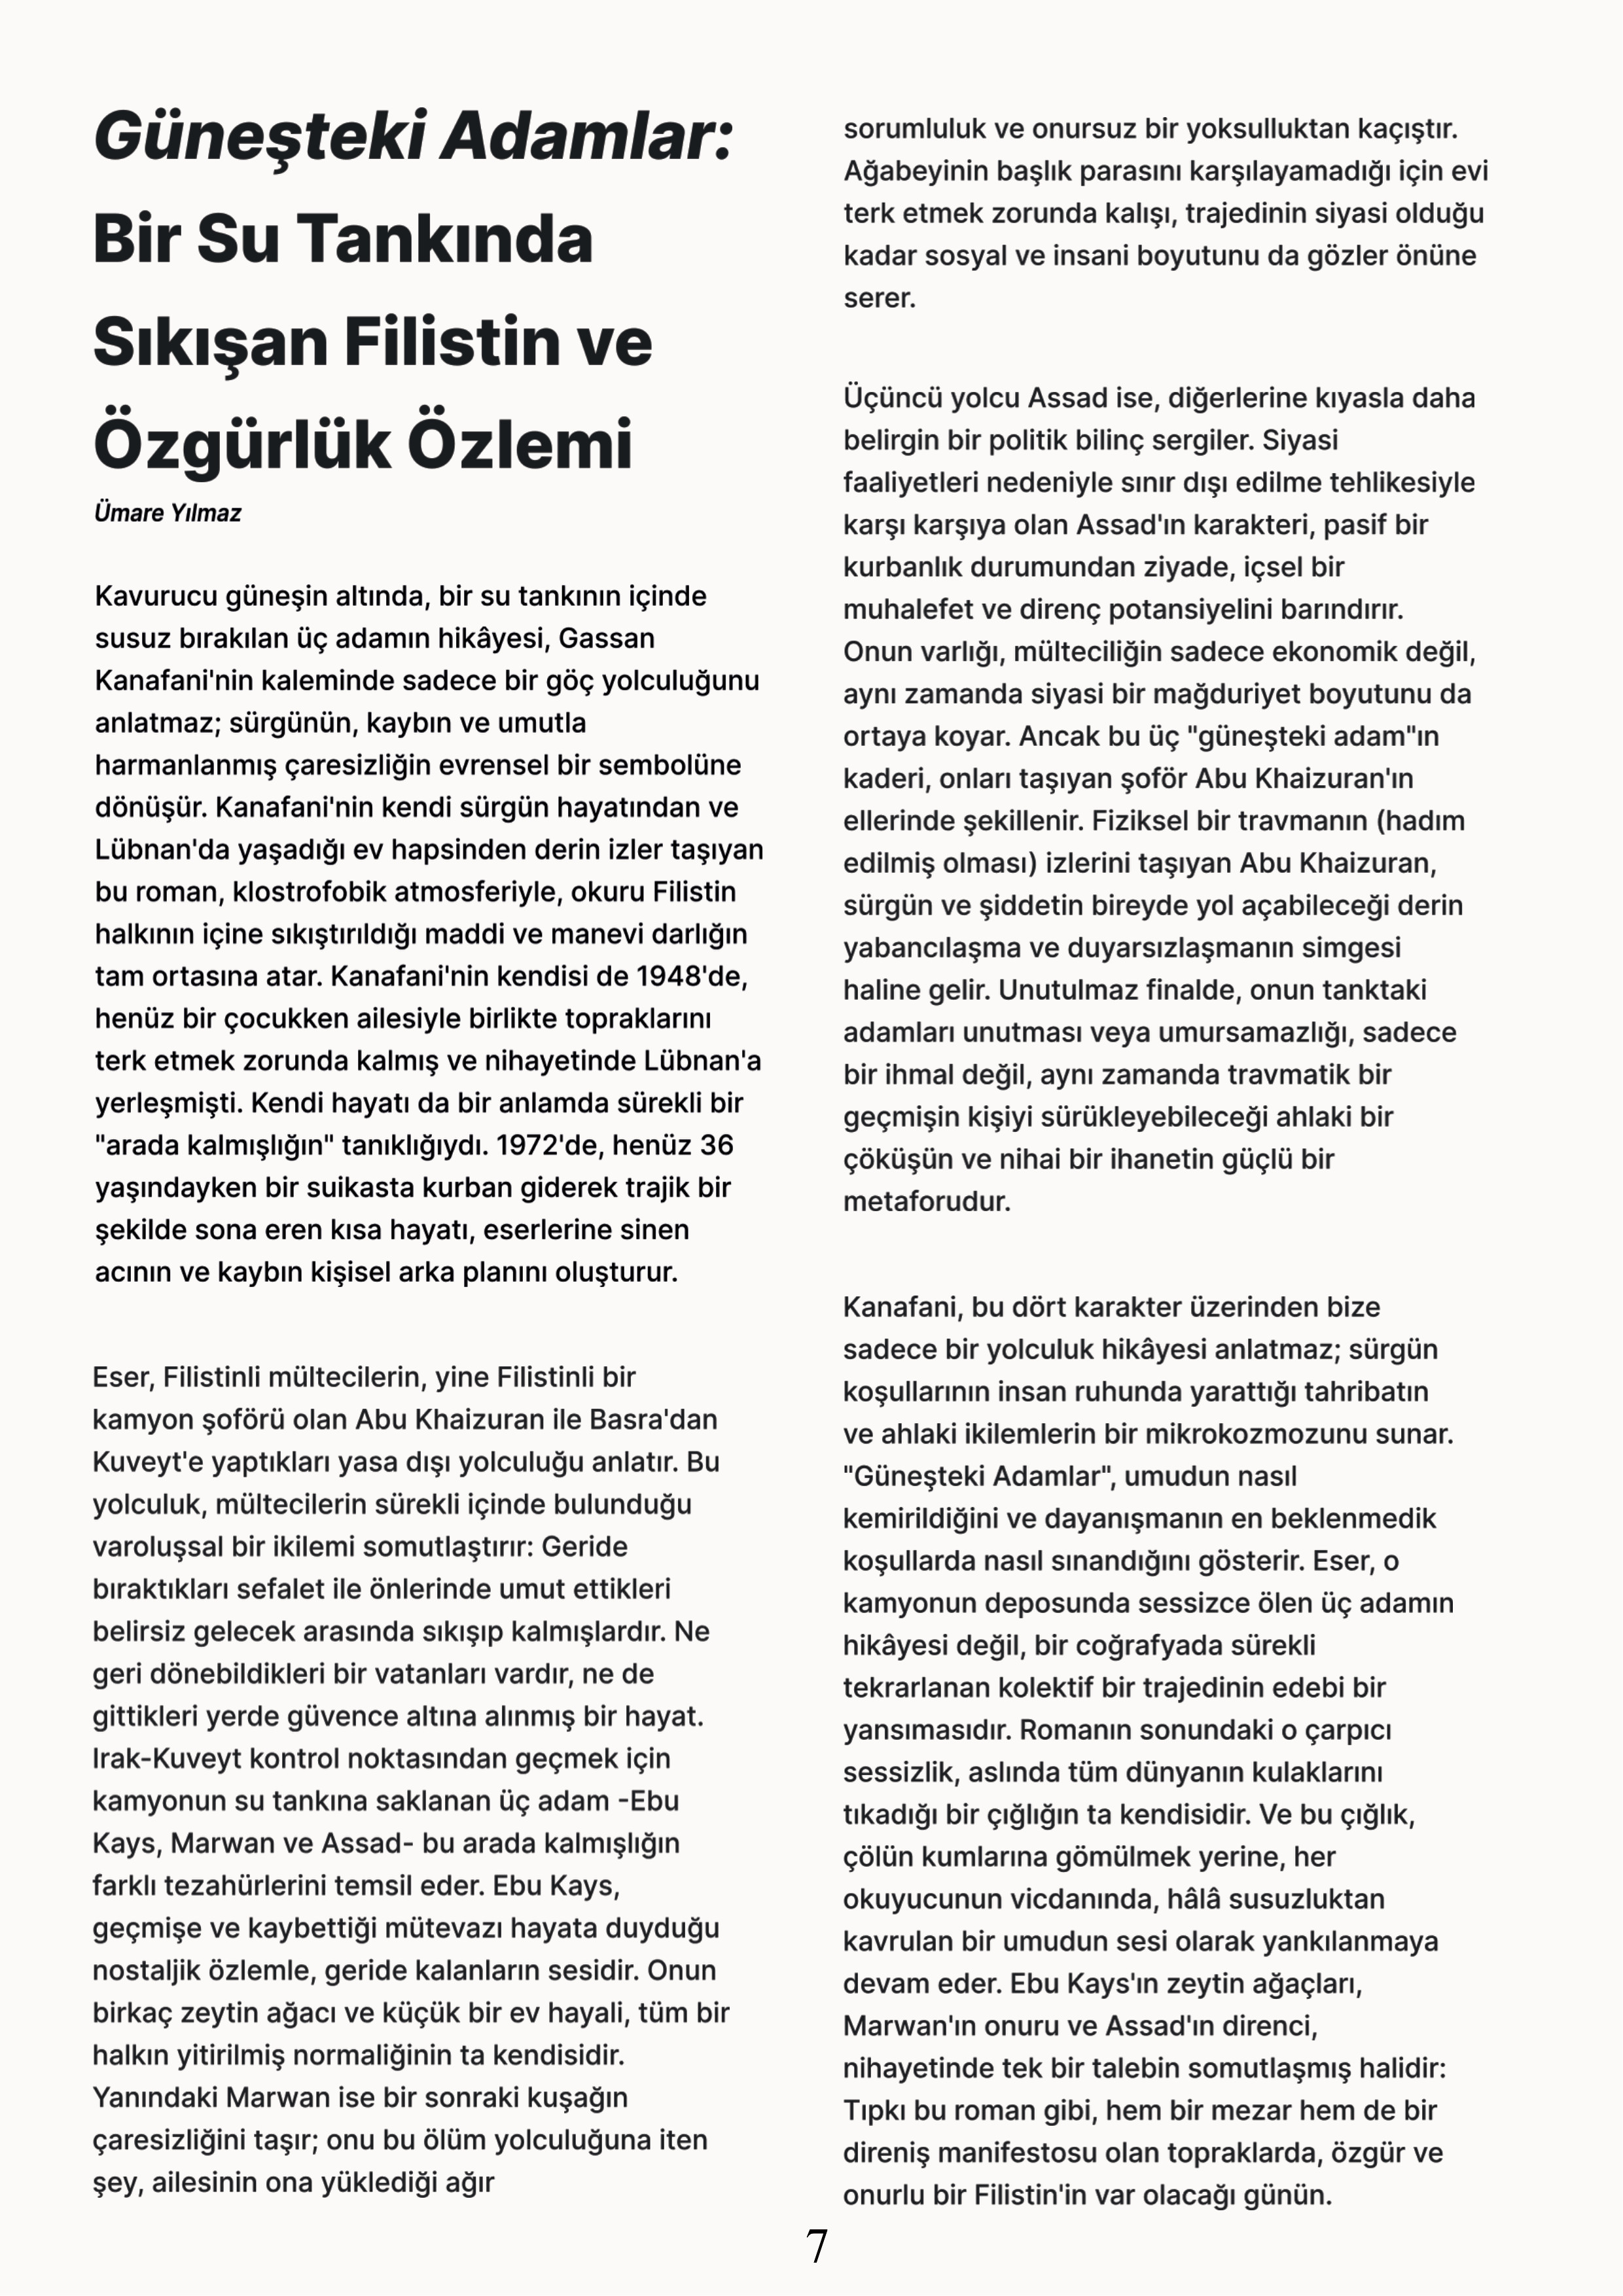 Güneşteki Adamlar:
Bir Su Tankında
Sıkışan Filistin ve
Özgürlük Özlemi
Ümare Yılmaz
Kavurucu güneşin altında, bir su tankının içinde
susuz bırakılan üç adamın hikâyesi, Gassan
Kanafani'nin kaleminde sadece bir göç yolculuğunu
anlatmaz; sürgünün, kaybın ve umutla
harmanlanmış çaresizliğin evrensel bir sembolüne
dönüşür. Kanafani'nin kendi sürgün hayatından ve
Lübnan'da yaşadığı ev hapsinden derin izler taşıyan
bu roman, klostrofobik atmosferiyle, okuru Filistin
halkının içine sıkıştırıldığı maddi ve manevi darlığın
tam ortasına atar. Kanafani'nin kendisi de 1948'de,
henüz bir çocukken ailesiyle birlikte topraklarını
terk etmek zorunda kalmış ve nihayetinde Lübnan'a
yerleşmişti. Kendi hayatı da bir anlamda sürekli bir
"arada kalmışlığın" tanıklığıydı. 1972'de, henüz 36
yaşındayken bir suikasta kurban giderek trajik bir
şekilde sona eren kısa hayatı, eserlerine sinen
acının ve kaybın kişisel arka planını oluşturur.
Eser, Filistinli mültecilerin, yine Filistinli bir
kamyon şoförü olan Abu Khaizuran ile Basra'dan
Kuveyt'e yaptıkları yasa dışı yolculuğu anlatır. Bu
yolculuk, mültecilerin sürekli içinde bulunduğu
varoluşsal bir ikilemi somutlaştırır: Geride
bıraktıkları sefalet ile önlerinde umut ettikleri
belirsiz gelecek arasında sıkışıp kalmışlardır. Ne
geri dönebildikleri bir vatanları vardır, ne de
gittikleri yerde güvence altına alınmış bir hayat.
Irak-Kuveyt kontrol noktasından geçmek için
kamyonun su tankına saklanan üç adam -Ebu
Kays, Marwan ve Assad- bu arada kalmışlığın
farklı tezahürlerini temsil eder. Ebu Kays,
geçmişe ve kaybettiği mütevazı hayata duyduğu
nostaljik özlemle, geride kalanların sesidir. Onun
birkaç zeytin ağacı ve küçük bir ev hayali, tüm bir
halkın yitirilmiş normaliğinin ta kendisidir.
Yanındaki Marwan ise bir sonraki kuşağın
çaresizliğini taşır; onu bu ölüm yolculuğuna iten
şey, ailesinin ona yüklediği ağır
sorumluluk ve onursuz bir yoksulluktan kaçıştır.
Ağabeyinin başlık parasını karşılayamadığı için evi
terk etmek zorunda kalışı, trajedinin siyasi olduğu
kadar sosyal ve insani boyutunu da gözler önüne
serer.
Üçüncü yolcu Assad ise, diğerlerine kıyasla daha
belirgin bir politik bilinç sergiler. Siyasi
faaliyetleri nedeniyle sınır dışı edilme tehlikesiyle
karşı karşıya olan Assad'ın karakteri, pasif bir
kurbanlık durumundan ziyade, içsel bir
muhalefet ve direnç potansiyelini barındırır.
Onun varlığı, mülteciliğin sadece ekonomik değil,
aynı zamanda siyasi bir mağduriyet boyutunu da
ortaya koyar. Ancak bu üç "güneşteki adam"ın
kaderi, onları taşıyan şoför Abu Khaizuran'ın
ellerinde şekillenir. Fiziksel bir travmanın (hadım
edilmiş olması) izlerini taşıyan Abu Khaizuran,
sürgün ve şiddetin bireyde yol açabileceği derin
yabancılaşma ve duyarsızlaşmanın simgesi
haline gelir. Unutulmaz finalde, onun tanktaki
adamları unutması veya umursamazlığı, sadece
bir ihmal değil, aynı zamanda travmatik bir
geçmişin kişiyi sürükleyebileceği ahlaki bir
çöküşün ve nihai bir ihanetin güçlü bir
metaforudur.
Kanafani, bu dört karakter üzerinden bize
sadece bir yolculuk hikâyesi anlatmaz; sürgün
koşullarının insan ruhunda yarattığı tahribatın
ve ahlaki ikilemlerin bir mikrokozmozunu sunar.
"Güneşteki Adamlar", umudun nasıl
kemirildiğini ve dayanışmanın en beklenmedik
koşullarda nasıl sınandığını gösterir. Eser, o
kamyonun deposunda sessizce ölen üç adamın
hikâyesi değil, bir coğrafyada sürekli
tekrarlanan kolektif bir trajedinin edebi bir
yansımasıdır. Romanın sonundaki o çarpıcı
sessizlik, aslında tüm dünyanın kulaklarını
tıkadığı bir çığlığın ta kendisidir. Ve bu çığlık,
çölün kumlarına gömülmek yerine, her
okuyucunun vicdanında, hâlâ susuzluktan
kavrulan bir umudun sesi olarak yankılanmaya
devam eder. Ebu Kays'ın zeytin ağaçları,
Marwan'ın onuru ve Assad'ın direnci,
nihayetinde tek bir talebin somutlaşmış halidir:
Tıpkı bu roman gibi, hem bir mezar hem de bir
direniş manifestosu olan topraklarda, özgür ve
onurlu bir Filistin'in var olacağı günün.
7